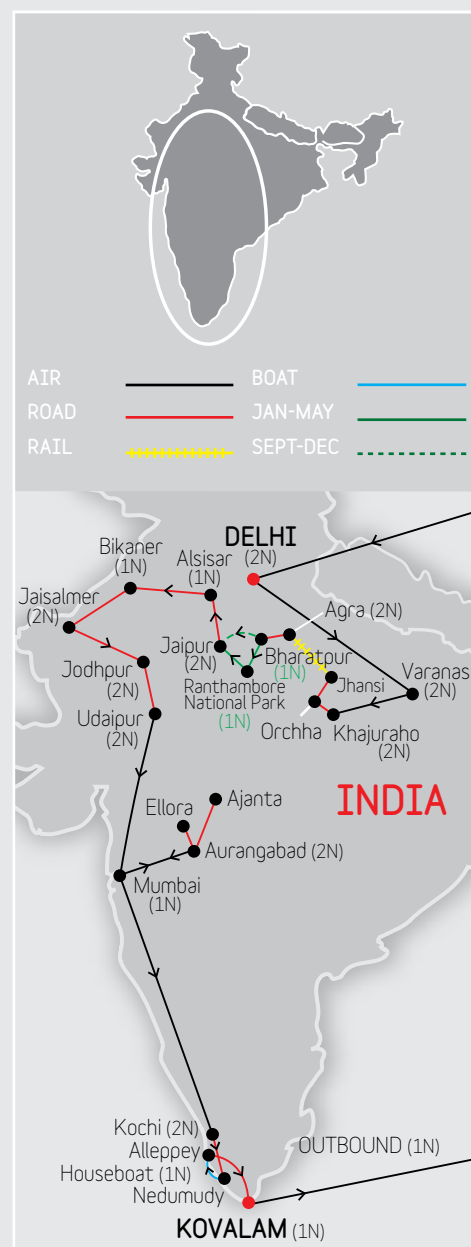 AIR
BOAT
ROAD
JAN-MAY
RAIL
SEPT-DEC
DELHI
(2N)
Bikaner
(1N)
Alsisar
(1N)
Jaisalmer
(2N)
Agra (2N)
Jaipur
(2N)
Bharatpur
(1N)
Jodhpur
(2N)
Ranthambore
National Park
(1N)
Jhansi
Varanas
(2N)
Udaipur
(2N)
Orchha
Khajuraho
(2N)
INDIA
Ellora
Ajanta
Aurangabad (2N)
Mumbai
(1N)
Kochi (2N)
Alleppey
Houseboat (1N)
Nedumudy
OUTBOUND (1N)
KOVALAM (1N)